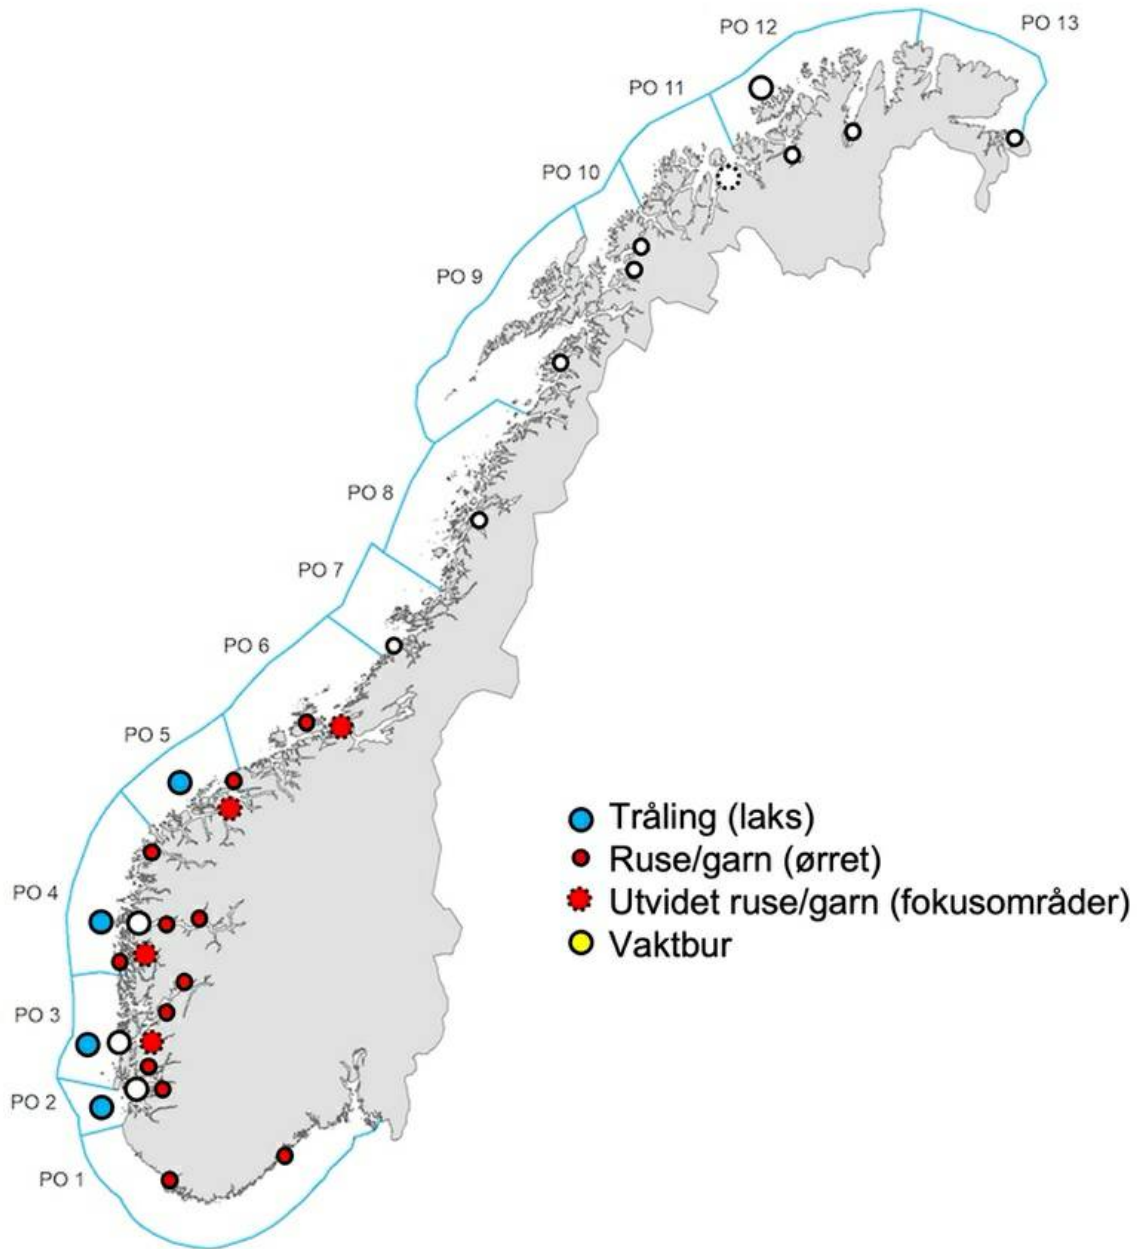 PO 12
PO 13
PO 11
PO 10
PO 9
PO 8
PO 7
PO 6
PO 5
Tråling (laks)
Ruse/garn (ørret)
PO 4
Utvidet ruse/garn (fokusområder)
Vaktbur
PO 3
PO 2
PO 1